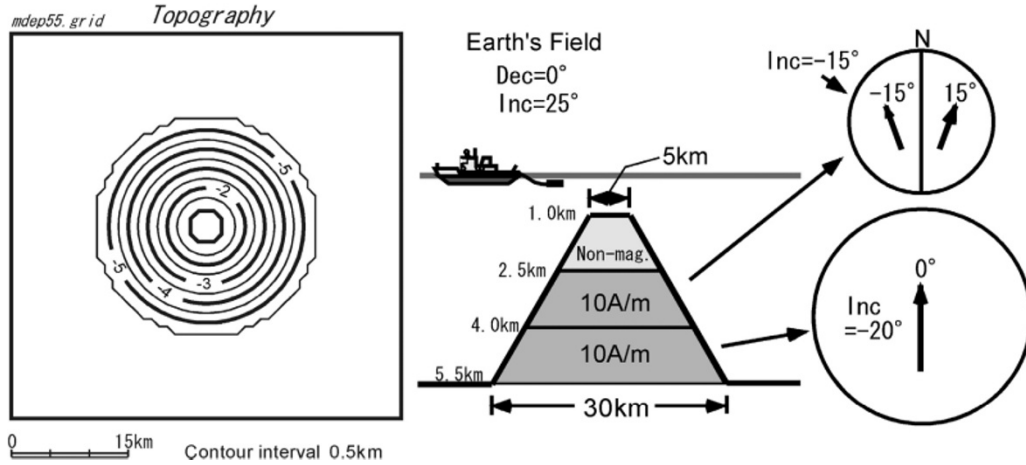 mdep55.grid
Topography
-5
-2
-5
-4
-3
0
15km
Contour interval 0.5km
Earth's Field
Dec=0°
Inc=25°
5km
1.0km
Non-mag.
2.5km
10A/m
4.0km
10A/m
5.5km
30km
N
Inc=-15°
-15°
15°
0°
Inc
=-20°